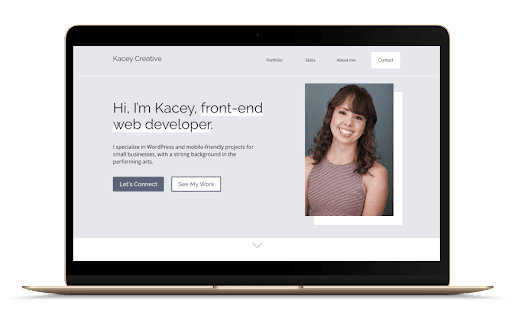 Kacey Creative
Portfolio
Skills
About me
Contact
Hi, I'm Kacey, front-end
web developer.
I specialize in WordPress and mobile-friendly projects for
small businesses, with a strong background in the
performing arts.
Let's Connect
See My Work